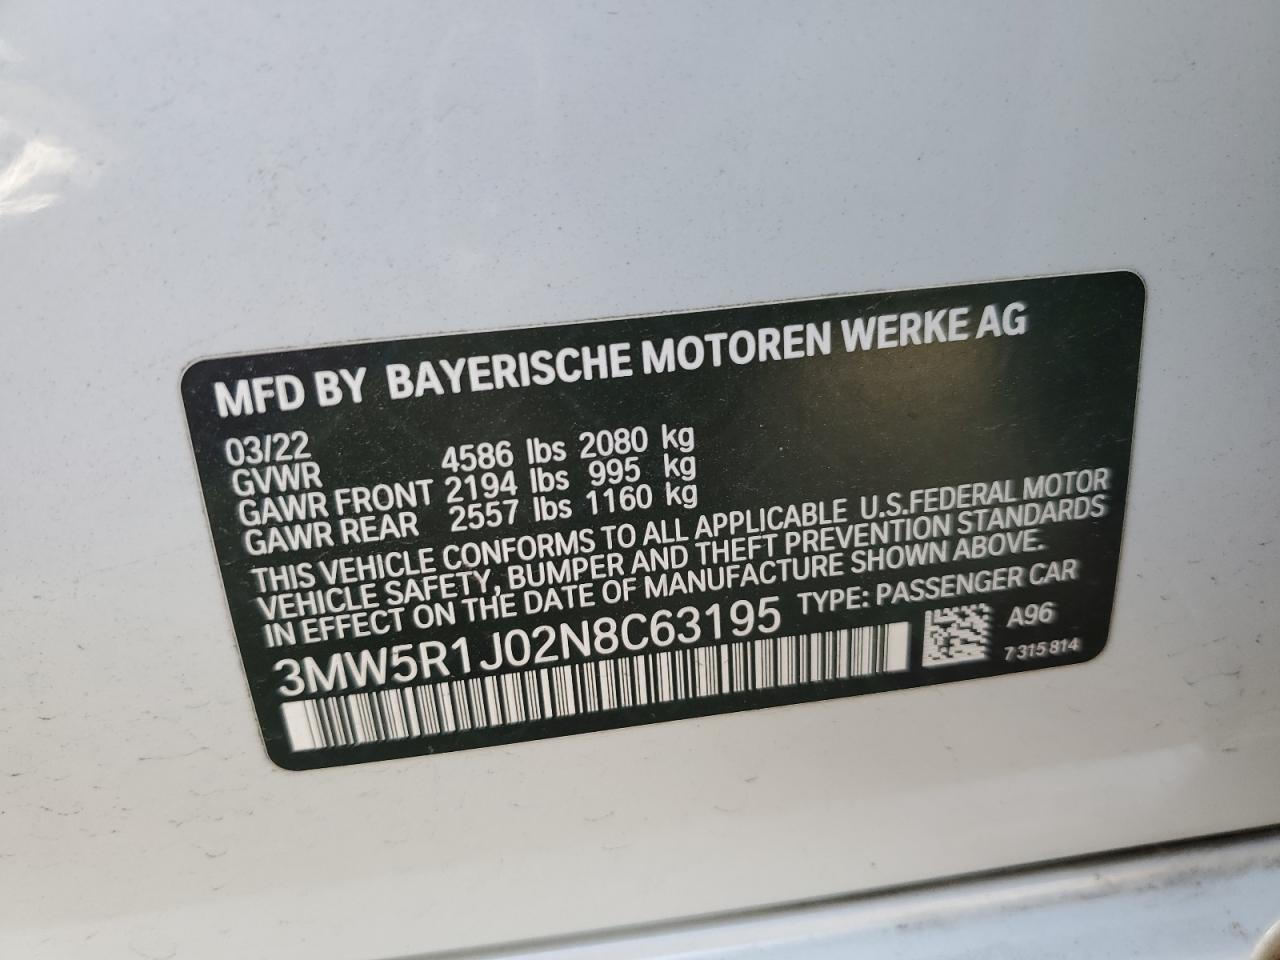 MFD BY BAYERISCHE MOTOREN WERKE AG
03/22
GVWR 4586 lbs 2080 kg
GAWR FRONT 2194 lbs 995 kg
GAWR REAR 2557 lbs 1160 kg
THIS VEHICLE CONFORMS TO ALL APPLICABLE U.S.FEDERAL MOTOR
VEHICLE SAFETY, BUMPER AND THEFT PREVENTION STANDARDS
IN EFFECT ON THE DATE OF MANUFACTURE SHOWN ABOVE.
3MW5R1J02N8C63195 TYPE: PASSENGER CAR
A96
7 315 814